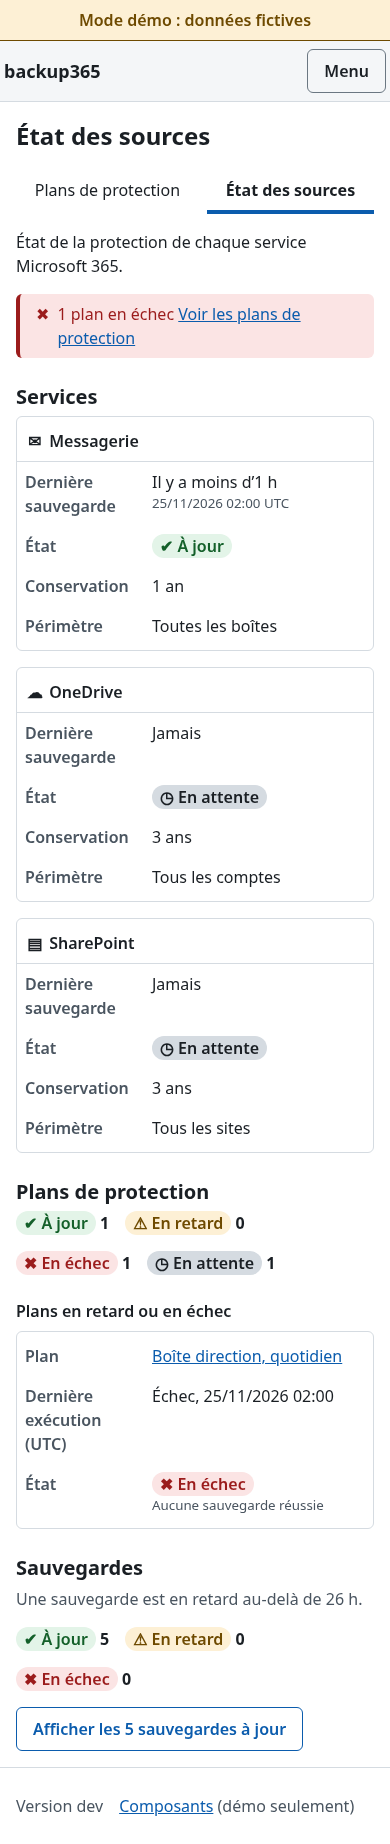 Mode démo : données fictives
backup365
Menu
État des sources
Plans de protection
État des sources
État de la protection de chaque service
Microsoft 365.
✖ 1 plan en échec Voir les plans de
protection
Services
✉ Messagerie
Dernière
sauvegarde
Il y a moins d’1 h
25/11/2026 02:00 UTC
État
✔ À jour
Conservation
1 an
Périmètre
Toutes les boîtes
☁ OneDrive
Dernière
sauvegarde
Jamais
État
◷ En attente
Conservation
3 ans
Périmètre
Tous les comptes
▤ SharePoint
Dernière
sauvegarde
Jamais
État
◷ En attente
Conservation
3 ans
Périmètre
Tous les sites
Plans de protection
✔ À jour 1 ⚠ En retard 0
✖ En échec 1 ◷ En attente 1
Plans en retard ou en échec
Plan
Boîte direction, quotidien
Dernière
exécution
(UTC)
Échec, 25/11/2026 02:00
État
✖ En échec
Aucune sauvegarde réussie
Sauvegardes
Une sauvegarde est en retard au-delà de 26 h.
✔ À jour 5 ⚠ En retard 0
✖ En échec 0
Afficher les 5 sauvegardes à jour
Version dev Composants (démo seulement)